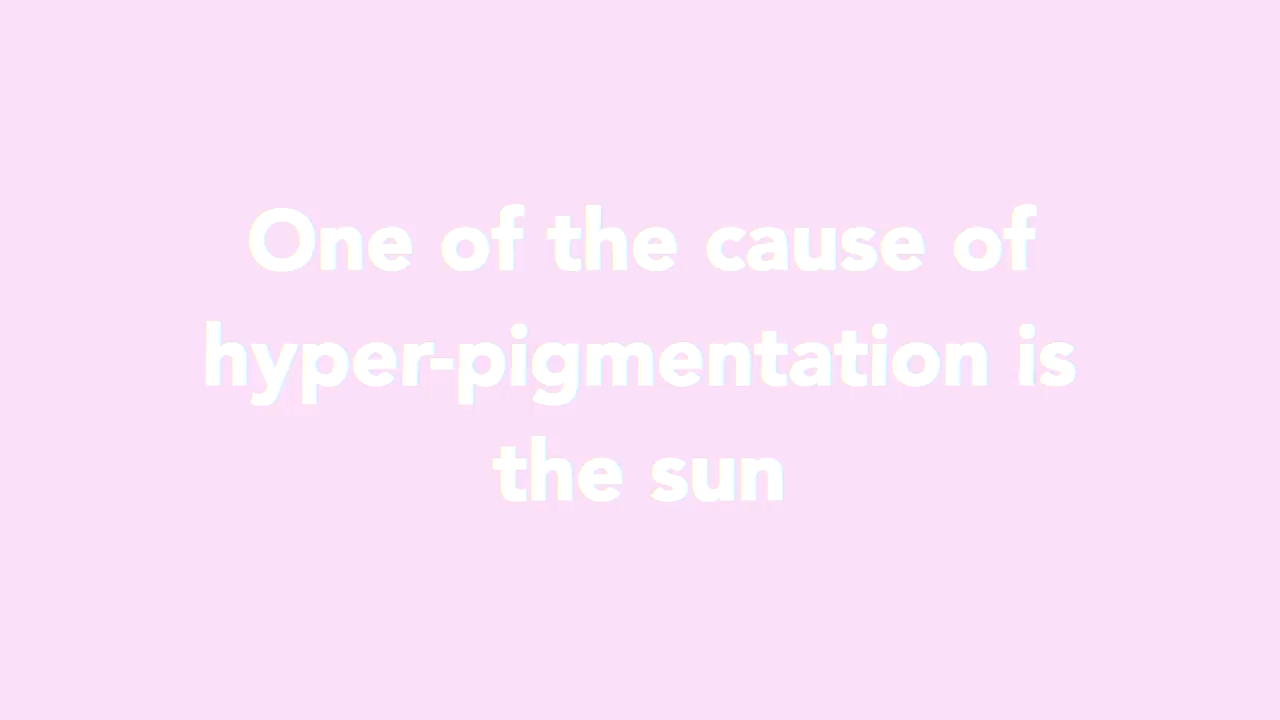 One of the cause of
hyper-pigmentation is
the sun